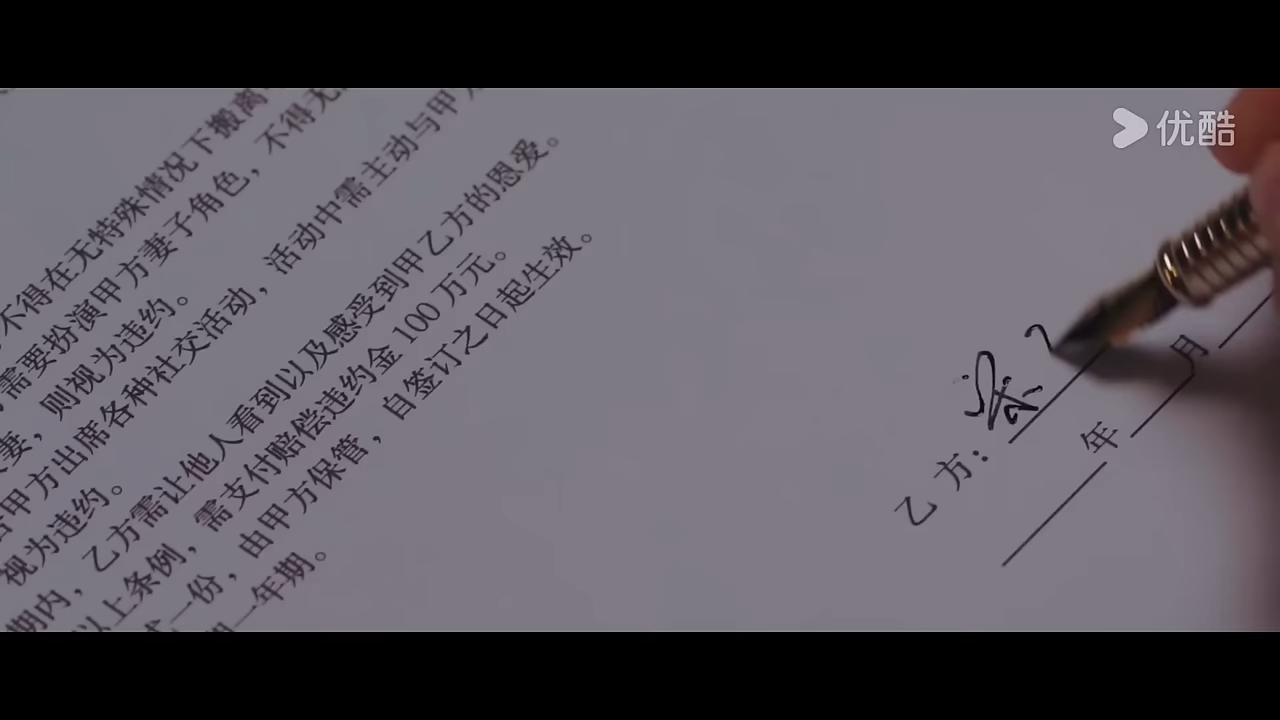 优酷
不得在无特殊情况下搬离
需要扮演甲方妻子角色，不得无
妻，则视为违约。
甲方出席各种社交活动，活动中需主动与甲方
视为违约。
期内，乙方需让他人看到以及感受到甲乙方的恩爱。
以上条例，需支付赔偿违约金 100 万元。
一份，由甲方保管，自签订之日起生效。
一年期。
乙 方：梁
年 月